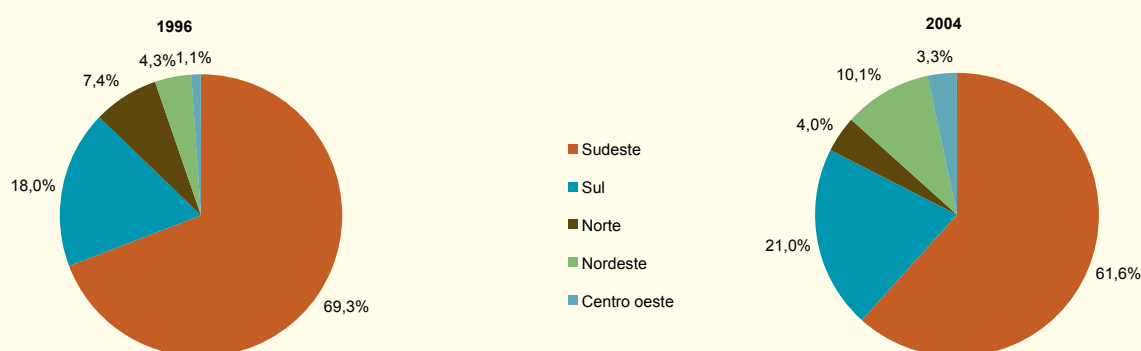 1996
4,3%
1,1%
7,4%
18,0%
69,3%
Sudeste
Sul
Norte
Nordeste
Centro oeste
2004
3,3%
10,1%
4,0%
21,0%
61,6%